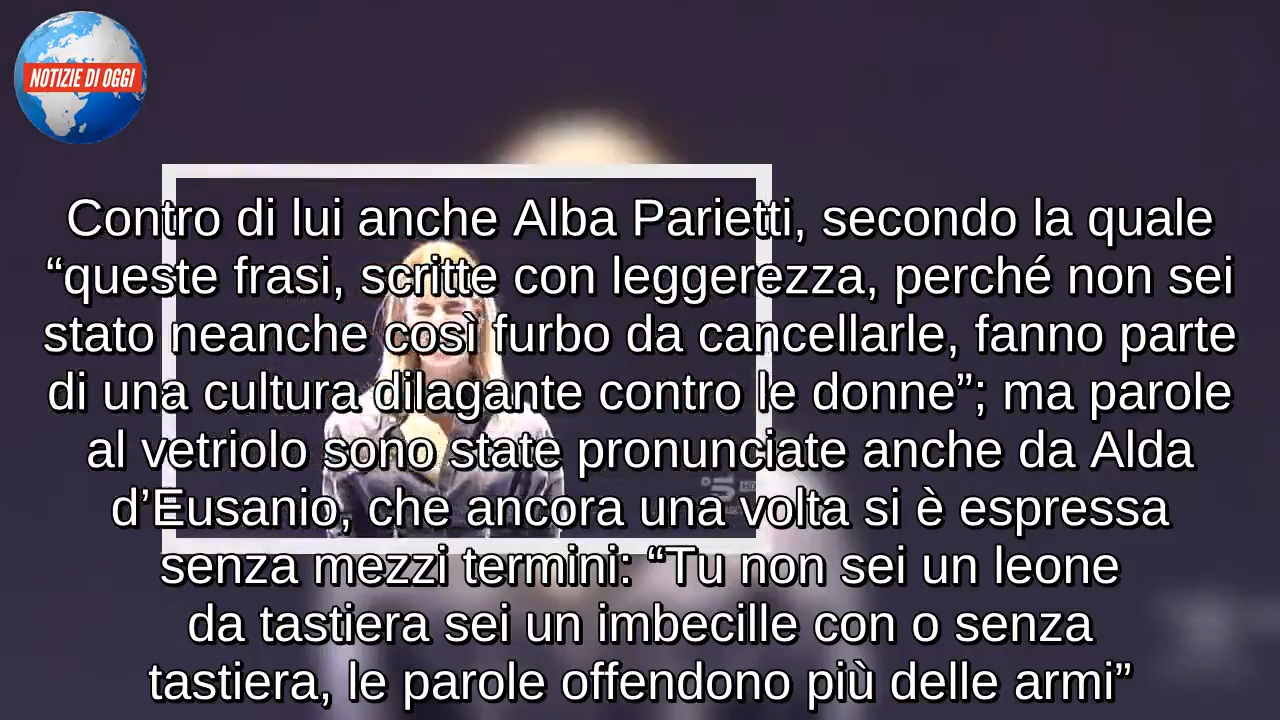 NOTIZIE DI OGGI
Contro di lui anche Alba Parietti, secondo la quale
“queste frasi, scritte con leggerezza, perché non sei
stato neanche così furbo da cancellarle, fanno parte
di una cultura dilagante contro le donne”; ma parole
al vetriolo sono state pronunciate anche da Alda
d’Eusanio, che ancora una volta si è espressa
senza mezzi termini: “Tu non sei un leone
da tastiera sei un imbecille con o senza
tastiera, le parole offendono più delle armi”